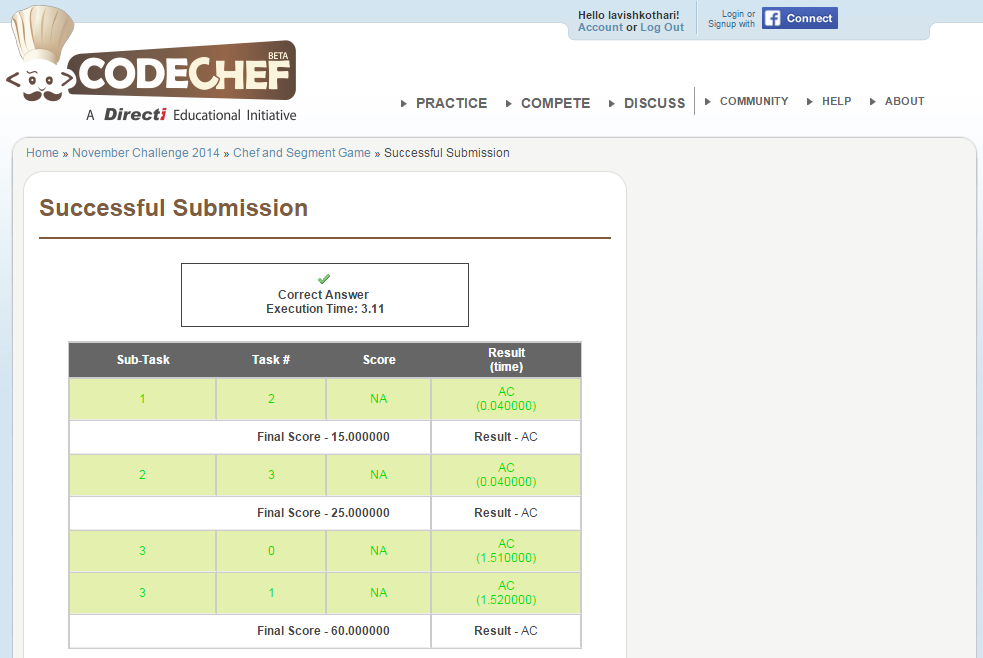 Hello lavishkothari!
Account or Log Out
Login or
Signup with
f Connect
CODECHEF
BETA
A Directi Educational Initiative
PRACTICE COMPETE DISCUSS COMMUNITY HELP ABOUT
Home » November Challenge 2014 » Chef and Segment Game » Successful Submission
Successful Submission
Correct Answer
Execution Time: 3.11
Sub-Task Task # Score Result
(time)
1 2 NA AC
(0.040000)
Final Score - 15.000000 Result - AC
2 3 NA AC
(0.040000)
Final Score - 25.000000 Result - AC
3 0 NA AC
(1.510000)
3 1 NA AC
(1.520000)
Final Score - 60.000000 Result - AC